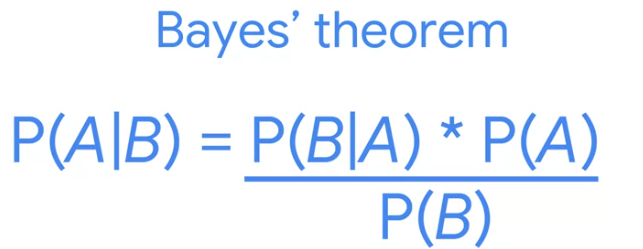 Bayes’ theorem
P(A|B) = P(B|A) * P(A)
P(B)